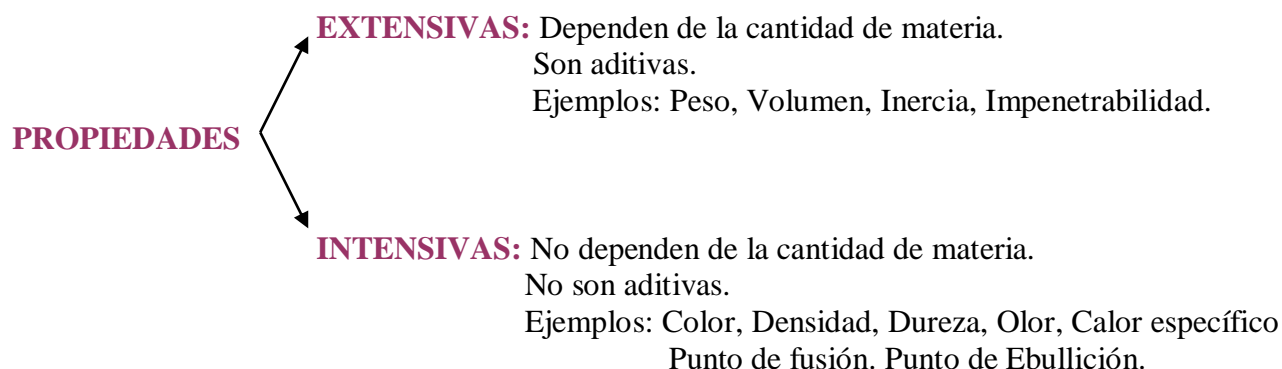 EXTENSIVAS: Dependen de la cantidad de materia.
Son aditivas.
Ejemplos: Peso, Volumen, Inercia, Impenetrabilidad.
PROPIEDADES
INTENSIVAS: No dependen de la cantidad de materia.
No son aditivas.
Ejemplos: Color, Densidad, Dureza, Olor, Calor específico
Punto de fusión. Punto de Ebullición.